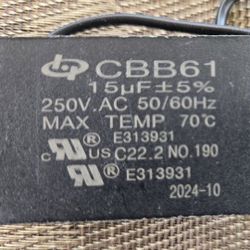 CBB61
15μF±5%
250V.AC 50/60Hz
MAX TEMP 70℃
E313931
c US C22.2 NO.190
E313931
2024-10